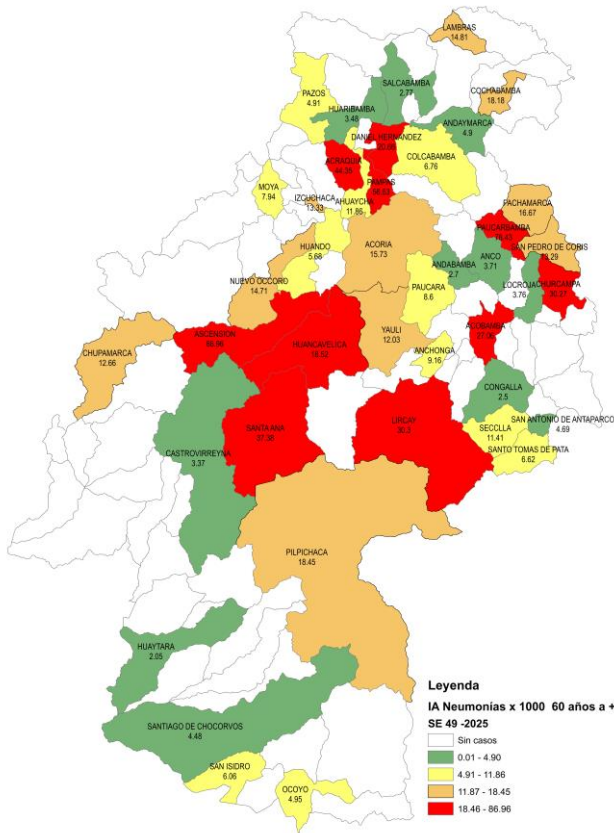 LAMBRAS
14.81
SALCABAMBA
2.77
COCHABAMBA
18.18
PAZOS
4.91
HUARIBAMBA
3.48
ANDAYMARCA
4.9
DANIEL HERNANDEZ
ACRAQUIA
COLCABAMBA
6.76
MOYA
7.94
PAMPAS
IZCUCHACA
13.33
AHUAYCHA
11.86
PACHAMARCA
16.67
PAUCARBAMBA
SAN PEDRO DE CORIS
HUANDO
5.68
ACORIA
15.73
ANDABAMBA
2.7
ANCO
3.71
LOCROJA
3.76
CHURCAMPA
NUEVO OCCORO
14.71
PAUCARA
8.6
ASCENSION
86.96
HUANCAVELICA
YAULI
12.03
ACOBAMBA
CHUPAMARCA
12.66
ANCHONGA
9.16
CONGALLA
2.5
SAN ANTONIO DE ANTAPARCO
4.69
SANTA ANA
37.38
LIRCAY
30.3
SECCLLA
11.41
SANTO TOMAS DE PATA
6.62
CASTROVIRREYNA
3.37
PILPICHACA
18.45
HUAYTARA
2.05
SANTIAGO DE CHOCORVOS
4.48
SAN ISIDRO
6.06
OCOYO
4.95
Leyenda
IA Neumonias x 1000 60 años a +
SE 49 -2025
Sin casos
0.01 - 4.90
4.91 - 11.86
11.87 - 18.45
18.46 - 86.96